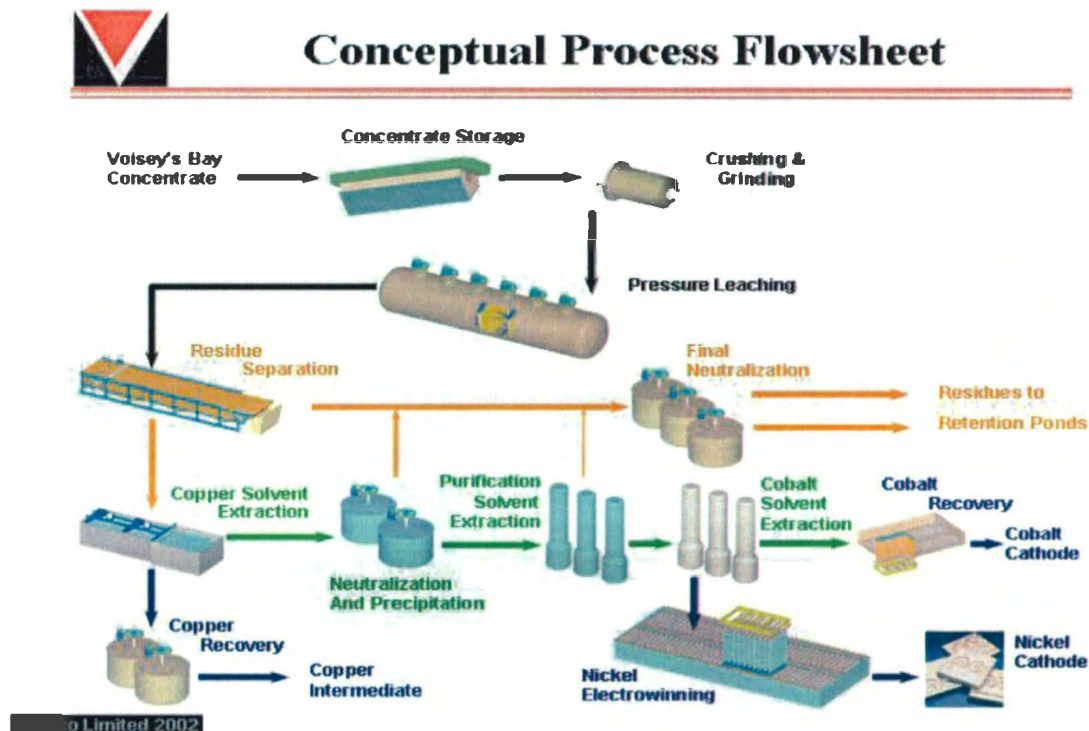 Conceptual Process Flowsheet
Concentrate Storage
Voisey's Bay
Concentrate
Crushing &
Grinding
Pressure Leaching
Residue
Separation
Final
Neutralization
Residues to
Retention Ponds
Copper Solvent
Extraction
Purification
Solvent
Extraction
Cobalt
Solvent
Extraction
Cobalt
Recovery
Cobalt
Cathode
Neutralization
And Precipitation
Copper
Recovery
Copper
Intermediate
Nickel
Electrowinning
Nickel
Cathode
Limited 2002